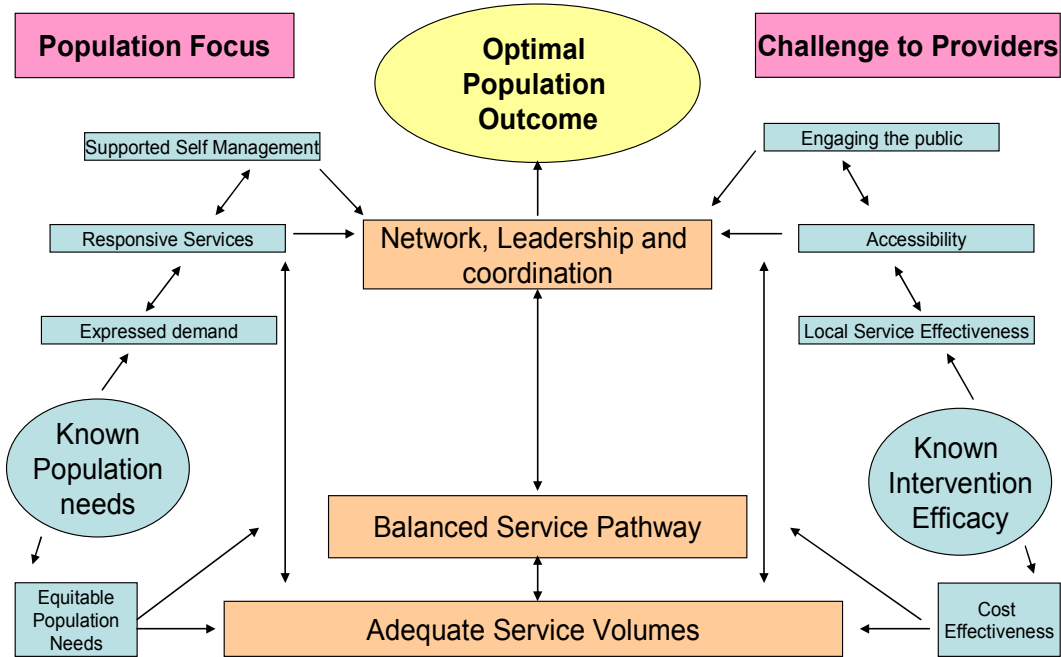 Population Focus
Optimal
Population
Outcome
Challenge to Providers
Supported Self Management
Engaging the public
Responsive Services
Network, Leadership and
coordination
Accessibility
Expressed demand
Local Service Effectiveness
Known
Population
needs
Known
Intervention
Efficacy
Balanced Service Pathway
Equitable
Population
Needs
Adequate Service Volumes
Cost
Effectiveness